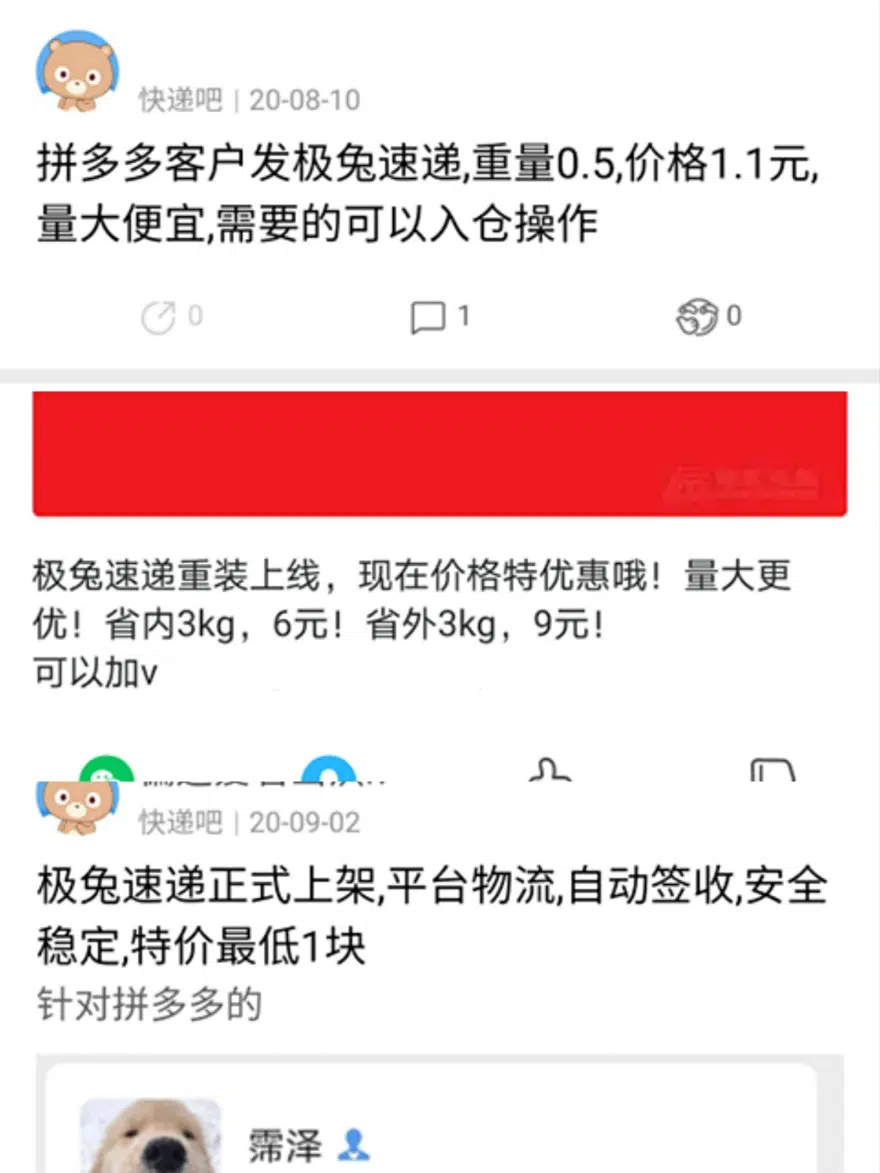 快递吧 | 20-08-10
拼多多客户发极兔速递,重量0.5,价格1.1元,
量大便宜,需要的可以入仓操作
0
1
0
极兔速递重装上线，现在价格特优惠哦！量大更
优！省内3kg，6元！省外3kg，9元！
可以加v
快递吧 | 20-09-02
极兔速递正式上架,平台物流,自动签收,安全
稳定,特价最低1块
针对拼多多的
霈泽